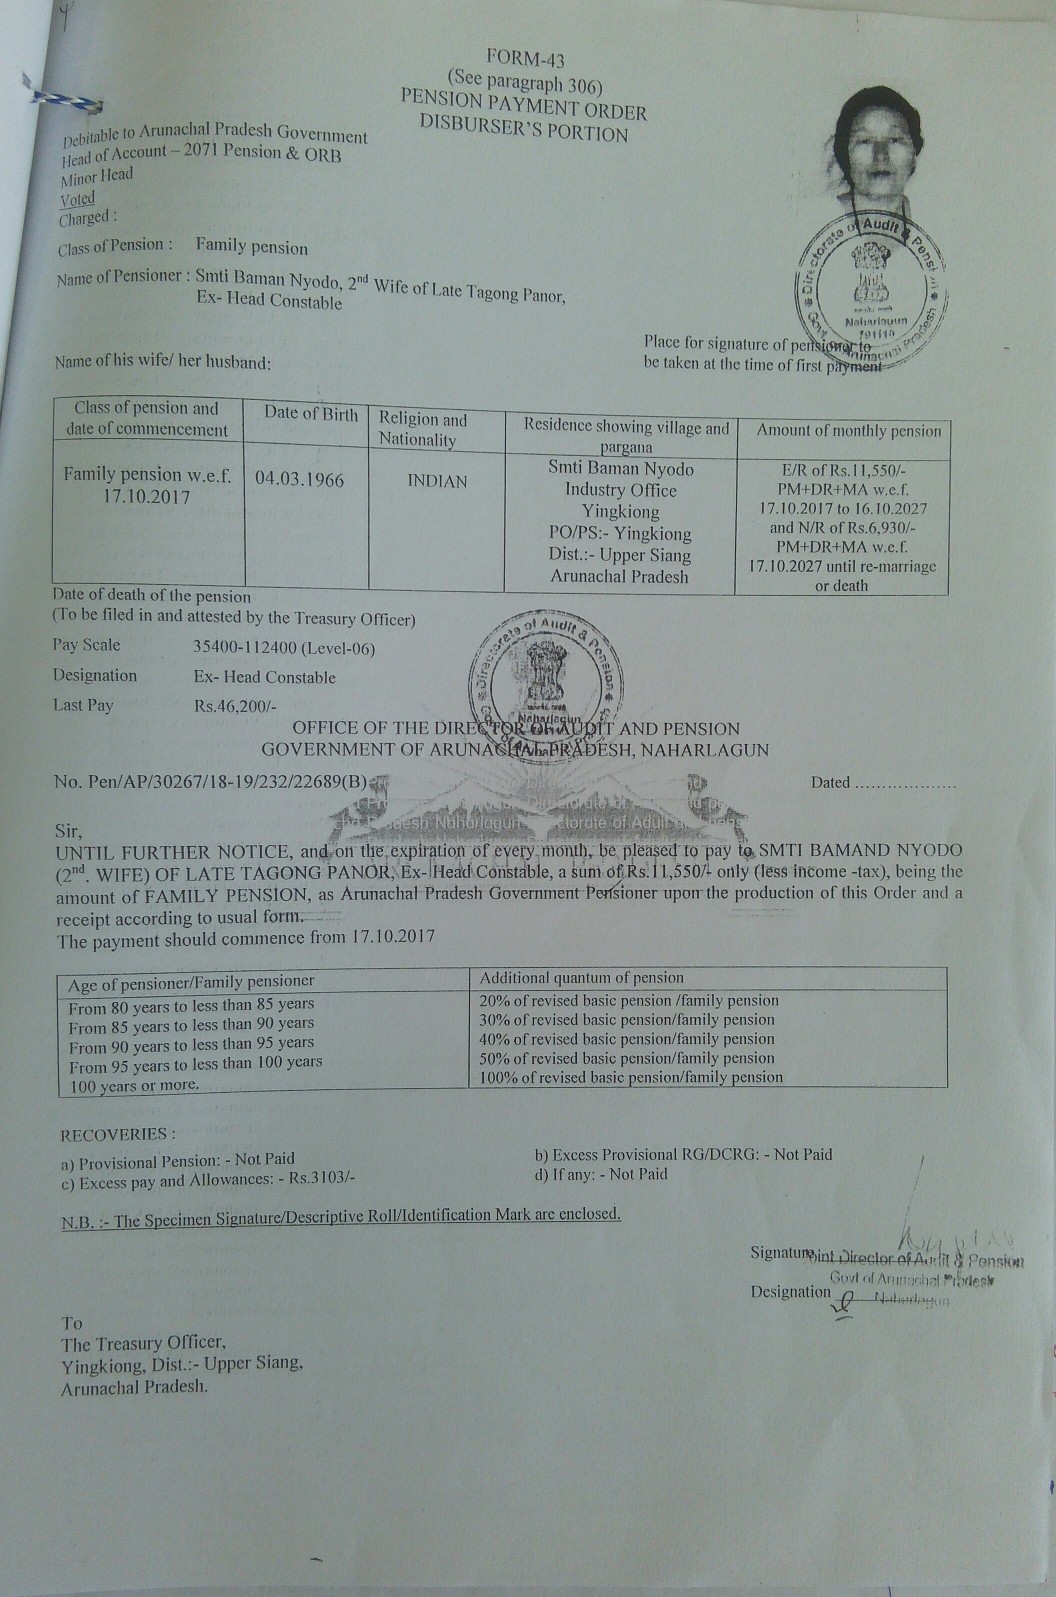 FORM-43
(See paragraph 306)
PENSION PAYMENT ORDER
DISBURSER'S PORTION
Debitable to Arunachal Pradesh Government
Head of Account – 2071 Pension & ORB
Minor Head
Voted
Charged :
Class of Pension : Family pension
Name of Pensioner : Smti Baman Nyodo, 2nd Wife of Late Tagong Panor,
Ex- Head Constable
Directorate of Audit & Pension
Naharlagun
791110
Govt. of Arunachal Pradesh
Place for signature of pensioner to
be taken at the time of first payment
Name of his wife/ her husband:
Class of pension and date of commencement
Date of Birth
Religion and Nationality
Residence showing village and pargana
Amount of monthly pension
Family pension w.e.f.
17.10.2017
04.03.1966
INDIAN
Smti Baman Nyodo
Industry Office
Yingkiong
PO/PS:- Yingkiong
Dist.:- Upper Siang
Arunachal Pradesh
E/R of Rs.11,550/-
PM+DR+MA w.e.f.
17.10.2017 to 16.10.2027
and N/R of Rs.6,930/-
PM+DR+MA w.e.f.
17.10.2027 until re-marriage
or death
Date of death of the pension
(To be filed in and attested by the Treasury Officer)
Pay Scale 35400-112400 (Level-06)
Designation Ex- Head Constable
Last Pay Rs.46,200/-
Directorate of Audit & Pension
Naharlagun
OFFICE OF THE DIRECTOR OF AUDIT AND PENSION
GOVERNMENT OF ARUNACHAL PRADESH, NAHARLAGUN
No. Pen/AP/30267/18-19/232/22689(B)
Dated ...................
Sir,
UNTIL FURTHER NOTICE, and on the expiration of every month, be pleased to pay to SMTI BAMAND NYODO
(2nd. WIFE) OF LATE TAGONG PANOR, Ex- Head Constable, a sum of Rs.11,550/- only (less income -tax), being the
amount of FAMILY PENSION, as Arunachal Pradesh Government Pensioner upon the production of this Order and a
receipt according to usual form.
The payment should commence from 17.10.2017
Age of pensioner/Family pensioner Additional quantum of pension
From 80 years to less than 85 years 20% of revised basic pension /family pension
From 85 years to less than 90 years 30% of revised basic pension/family pension
From 90 years to less than 95 years 40% of revised basic pension/family pension
From 95 years to less than 100 years 50% of revised basic pension/family pension
100 years or more. 100% of revised basic pension/family pension
RECOVERIES :
a) Provisional Pension: - Not Paid b) Excess Provisional RG/DCRG: - Not Paid
c) Excess pay and Allowances: - Rs.3103/- d) If any: - Not Paid
N.B. :- The Specimen Signature/Descriptive Roll/Identification Mark are enclosed.
Signature
Joint Director of Audit & Pension
Govt of Arunachal Pradesh
Designation
Naharlagun
To
The Treasury Officer,
Yingkiong, Dist.:- Upper Siang,
Arunachal Pradesh.